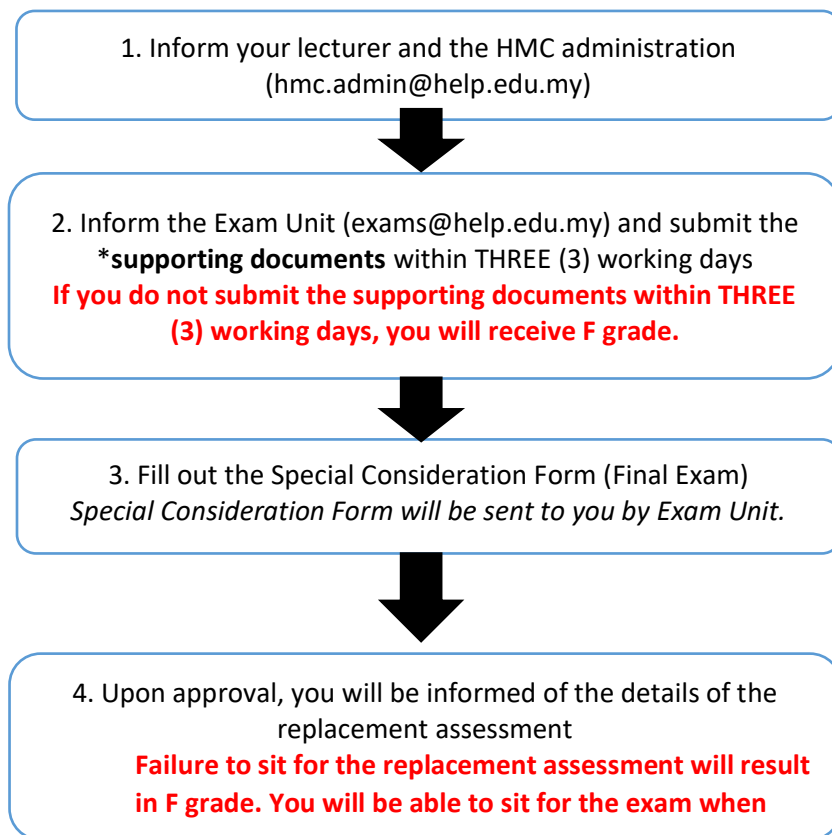 1. Inform your lecturer and the HMC administration
(hmc.admin@help.edu.my)
2. Inform the Exam Unit (exams@help.edu.my) and submit the
*supporting documents within THREE (3) working days
If you do not submit the supporting documents within THREE
(3) working days, you will receive F grade.
3. Fill out the Special Consideration Form (Final Exam)
Special Consideration Form will be sent to you by Exam Unit.
4. Upon approval, you will be informed of the details of the
replacement assessment
Failure to sit for the replacement assessment will result
in F grade. You will be able to sit for the exam when